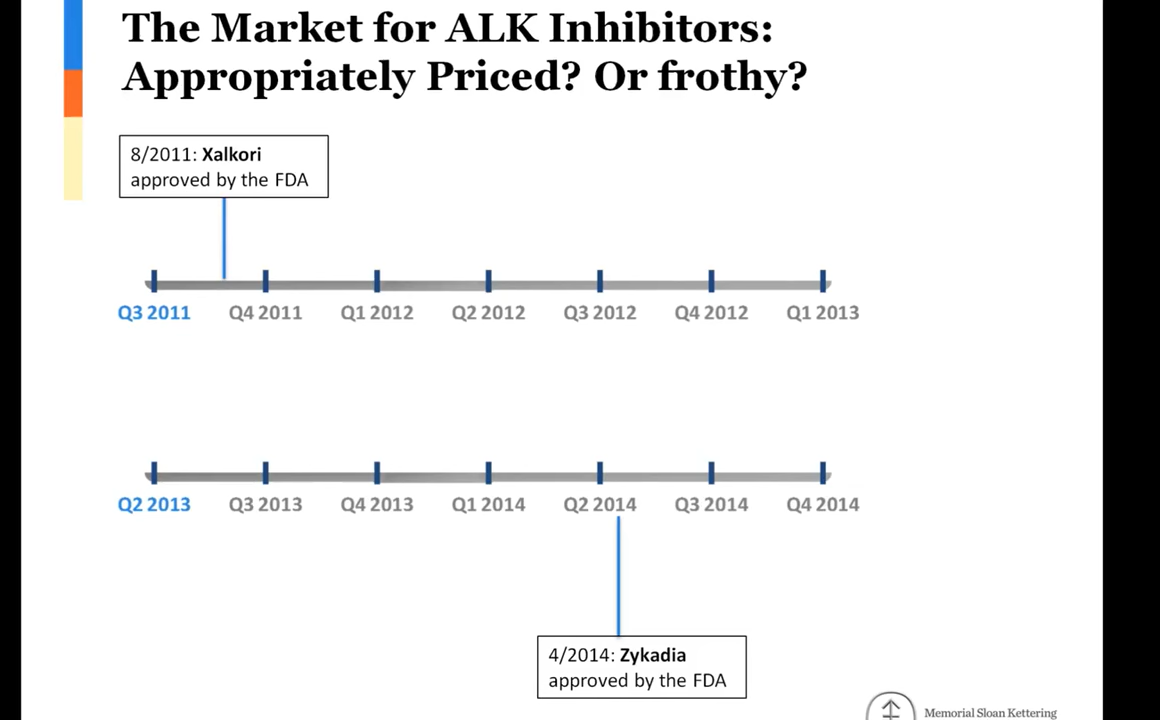 The Market for ALK Inhibitors:
Appropriately Priced? Or frothy?
8/2011: Xalkori
approved by the FDA
Q3 2011 Q4 2011 Q1 2012 Q2 2012 Q3 2012 Q4 2012 Q1 2013
Q2 2013 Q3 2013 Q4 2013 Q1 2014 Q2 2014 Q3 2014 Q4 2014
4/2014: Zykadia
approved by the FDA
Memorial Sloan Kettering